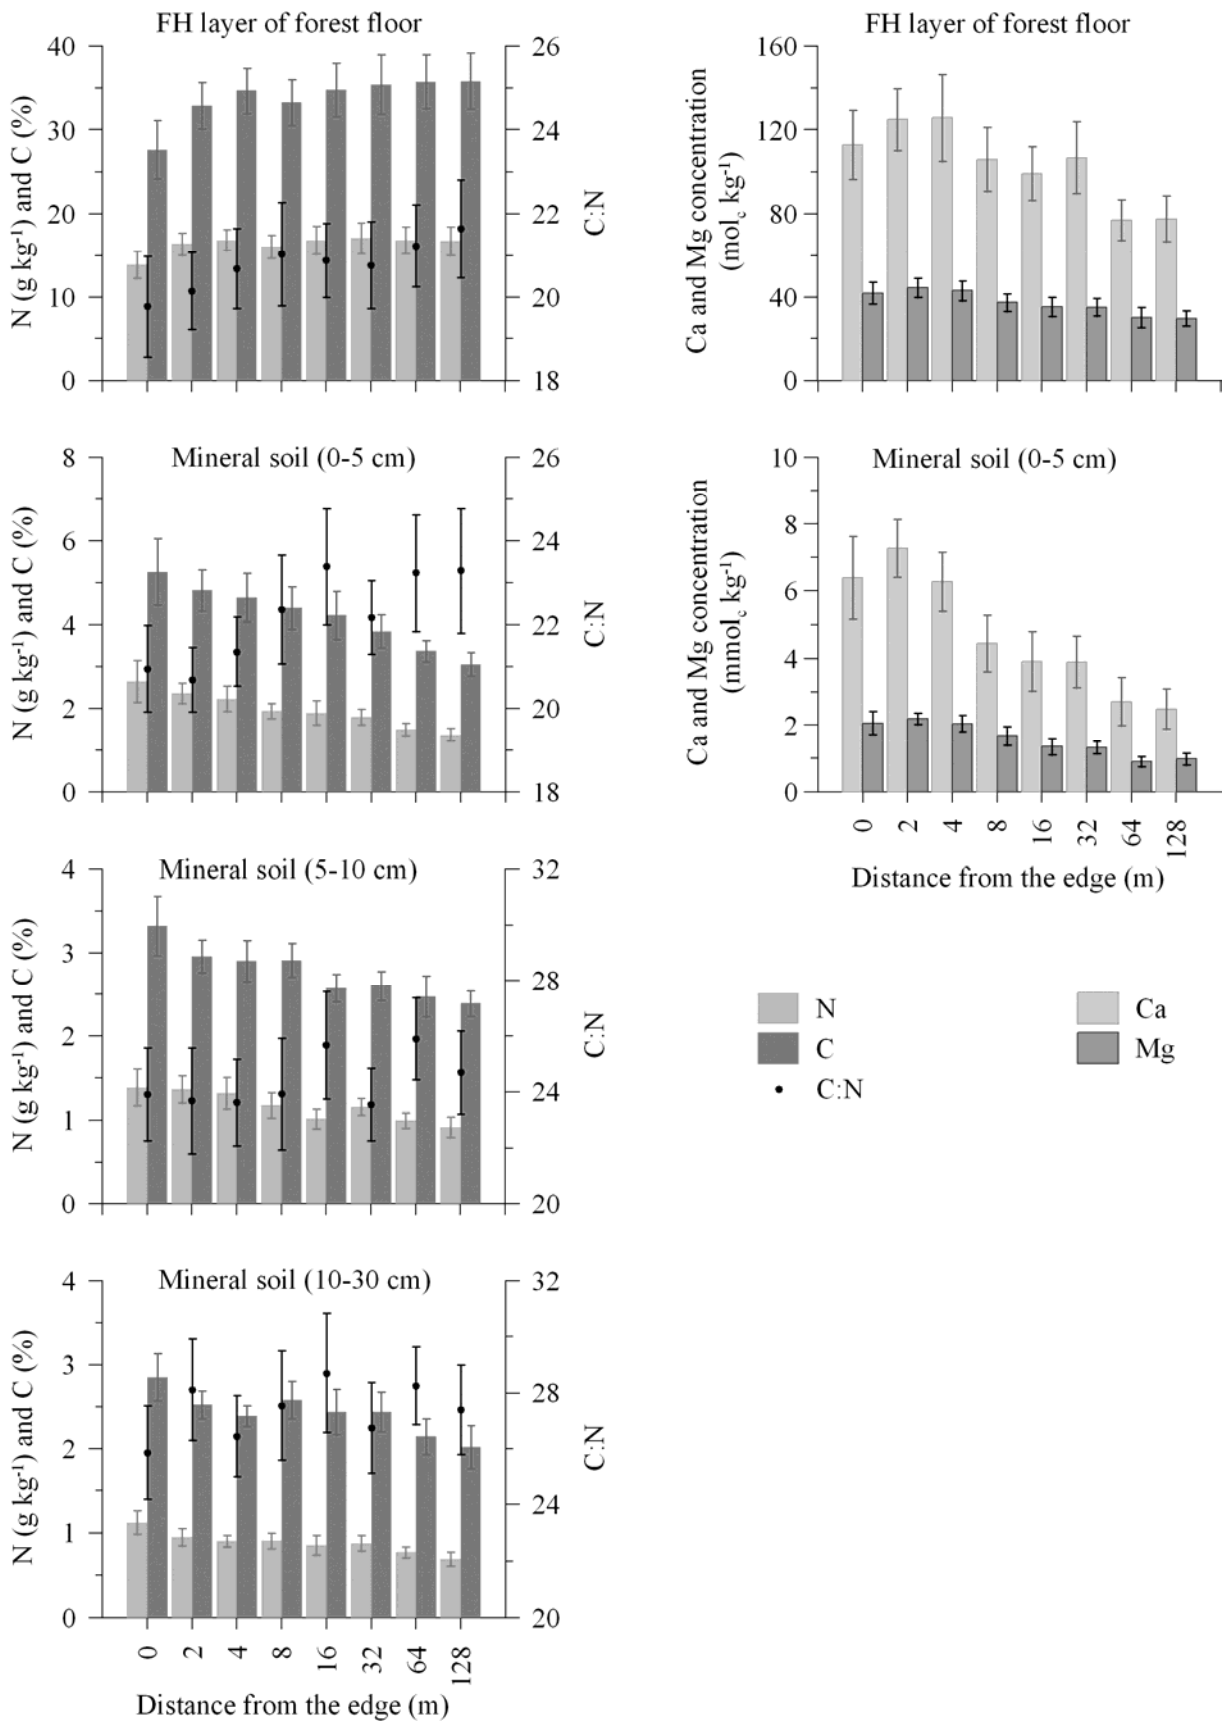 FH layer of forest floor
40
30
20
10
0
N (g kg⁻¹) and C (%)
26
24
22
20
18
C:N
FH layer of forest floor
160
120
80
40
0
Ca and Mg concentration
(molc kg⁻¹)
Mineral soil (0-5 cm)
8
6
4
2
0
N (g kg⁻¹) and C (%)
26
24
22
20
18
C:N
Mineral soil (0-5 cm)
10
8
6
4
2
0
Ca and Mg concentration
(mmolc kg⁻¹)
0 2 4 8 16 32 64 128
Distance from the edge (m)
Mineral soil (5-10 cm)
4
3
2
1
0
N (g kg⁻¹) and C (%)
32
28
24
20
C:N
N
C
C:N
Ca
Mg
Mineral soil (10-30 cm)
4
3
2
1
0
N (g kg⁻¹) and C (%)
32
28
24
20
C:N
0 2 4 8 16 32 64 128
Distance from the edge (m)